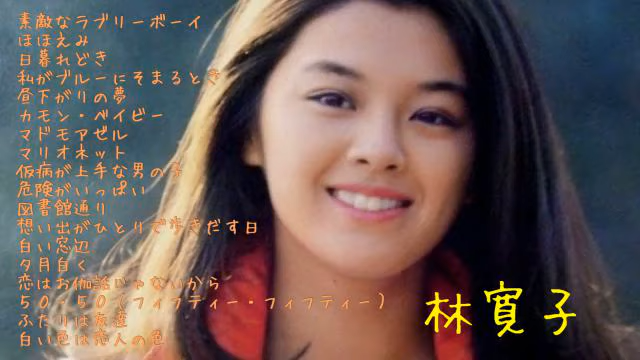 素敵なラブリーボーイ
ほほえみ
日暮れどき
私がブルーにそまるとき
昼下がりの夢
カモン・ベイビー
マドモアゼル
マリオネット
仮病が上手な男の子
危険がいっぱい
図書館通り
想い出がひとりで歩きだす日
白い窓辺
夕月白く
恋はお伽話じゃないから
50・50(フィフティー・フィフティー)
ふたりは友達
白い色は恋人の色
林寛子